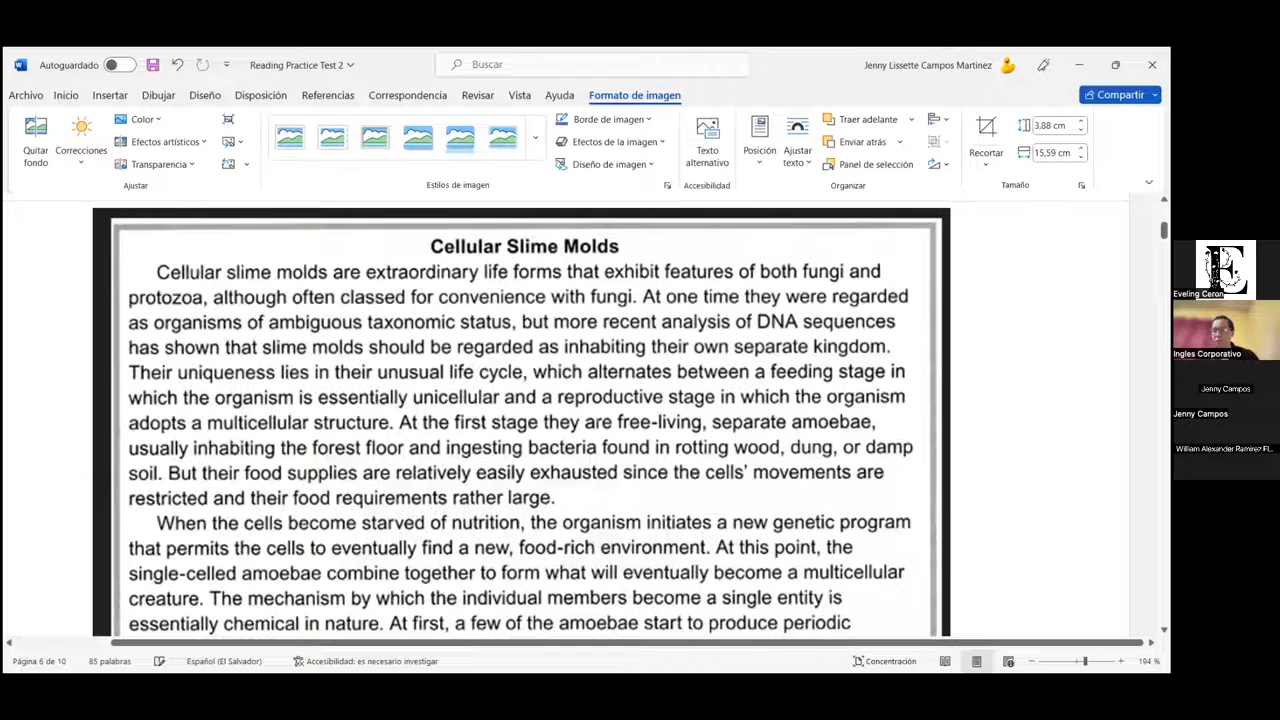 Autoguardado
Reading Practice Test 2
Buscar
Jenny Lissette Campos Martinez
Archivo
Inicio
Insertar
Dibujar
Diseño
Disposición
Referencias
Correspondencia
Revisar
Vista
Ayuda
Formato de imagen
Compartir
Quitar fondo
Correcciones
Color
Efectos artísticos
Transparencia
Ajustar
Estilos de imagen
Borde de imagen
Efectos de la imagen
Diseño de imagen
Texto alternativo
Accesibilidad
Posición
Ajustar texto
Traer adelante
Enviar atrás
Panel de selección
Organizar
Recortar
3,88 cm
15,59 cm
Tamaño
Cellular Slime Molds
Cellular slime molds are extraordinary life forms that exhibit features of both fungi and
protozoa, although often classed for convenience with fungi. At one time they were regarded
as organisms of ambiguous taxonomic status, but more recent analysis of DNA sequences
has shown that slime molds should be regarded as inhabiting their own separate kingdom.
Their uniqueness lies in their unusual life cycle, which alternates between a feeding stage in
which the organism is essentially unicellular and a reproductive stage in which the organism
adopts a multicellular structure. At the first stage they are free-living, separate amoebae,
usually inhabiting the forest floor and ingesting bacteria found in rotting wood, dung, or damp
soil. But their food supplies are relatively easily exhausted since the cells' movements are
restricted and their food requirements rather large.
When the cells become starved of nutrition, the organism initiates a new genetic program
that permits the cells to eventually find a new, food-rich environment. At this point, the
single-celled amoebae combine together to form what will eventually become a multicellular
creature. The mechanism by which the individual members become a single entity is
essentially chemical in nature. At first, a few of the amoebae start to produce periodic
Página 6 de 10
85 palabras
Español (El Salvador)
Accesibilidad: es necesario investigar
Concentración
194 %
E
Eveling Ceron
Ingles Corporativo
Jenny Campos
Jenny Campos
William Alexander Ramirez FL...